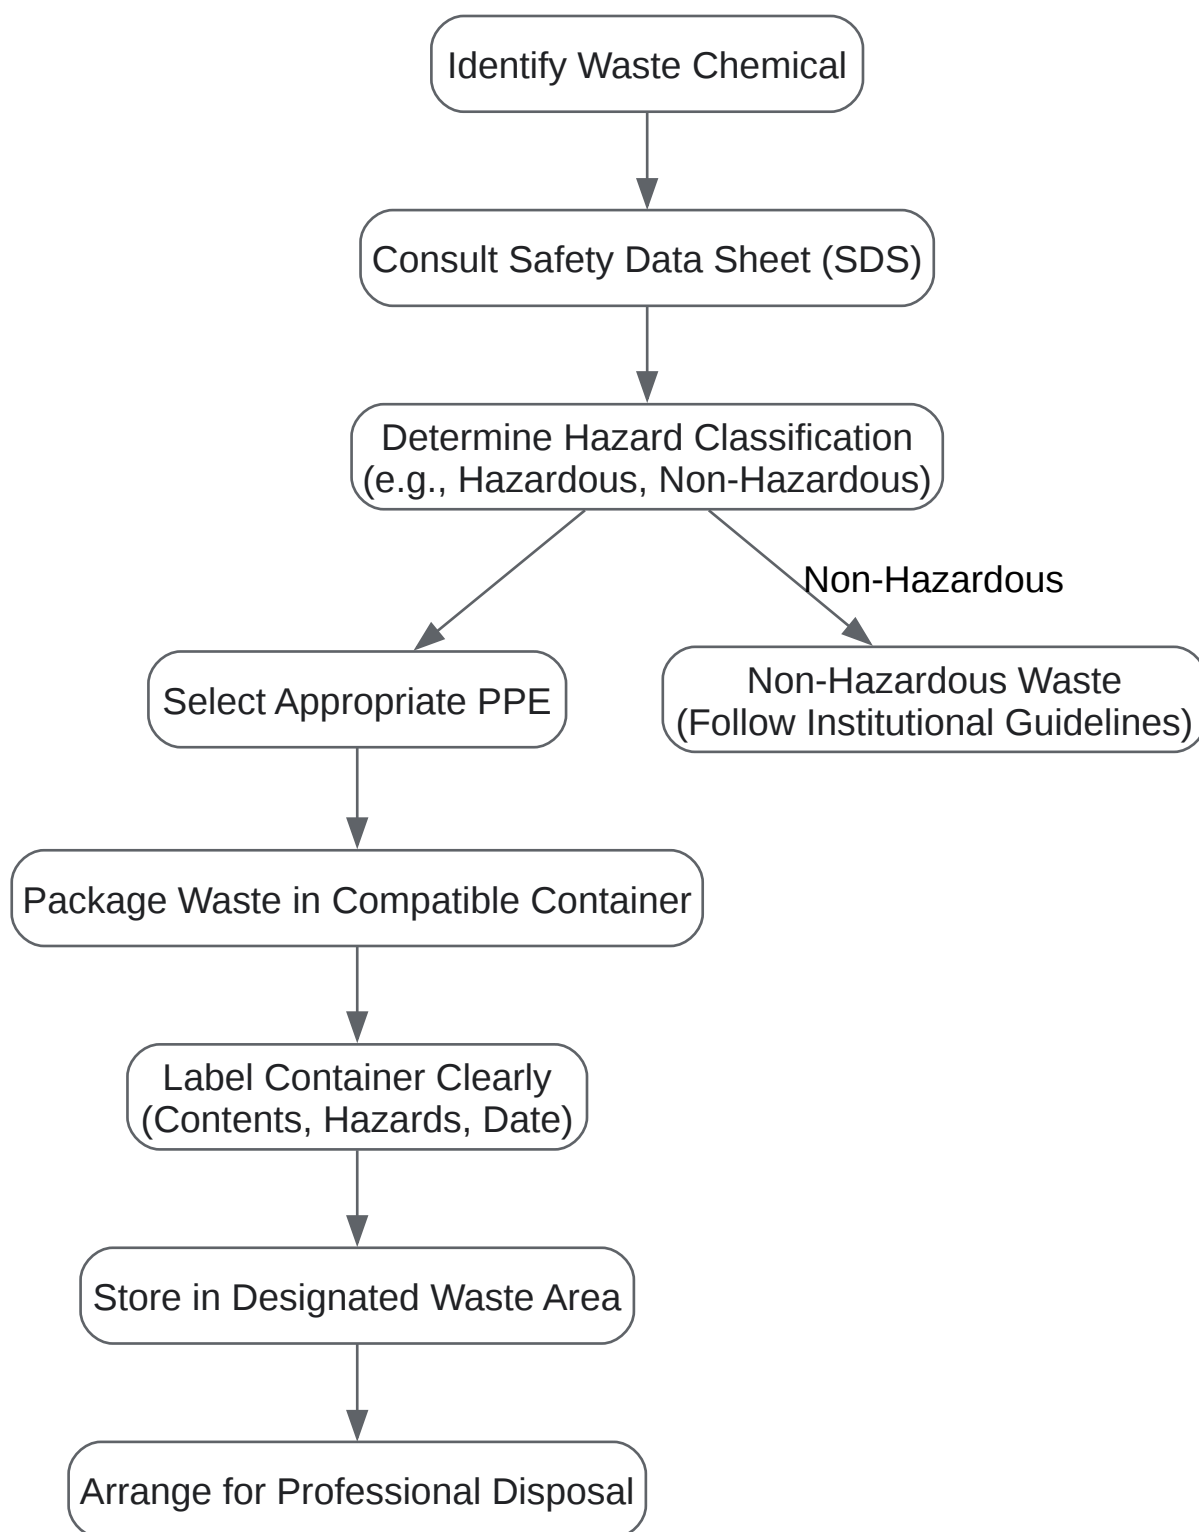 Identify Waste Chemical
Consult Safety Data Sheet (SDS)
Determine Hazard Classification
(e.g., Hazardous, Non-Hazardous)
Non-Hazardous
Select Appropriate PPE
Non-Hazardous Waste
(Follow Institutional Guidelines)
Package Waste in Compatible Container
Label Container Clearly
(Contents, Hazards, Date)
Store in Designated Waste Area
Arrange for Professional Disposal